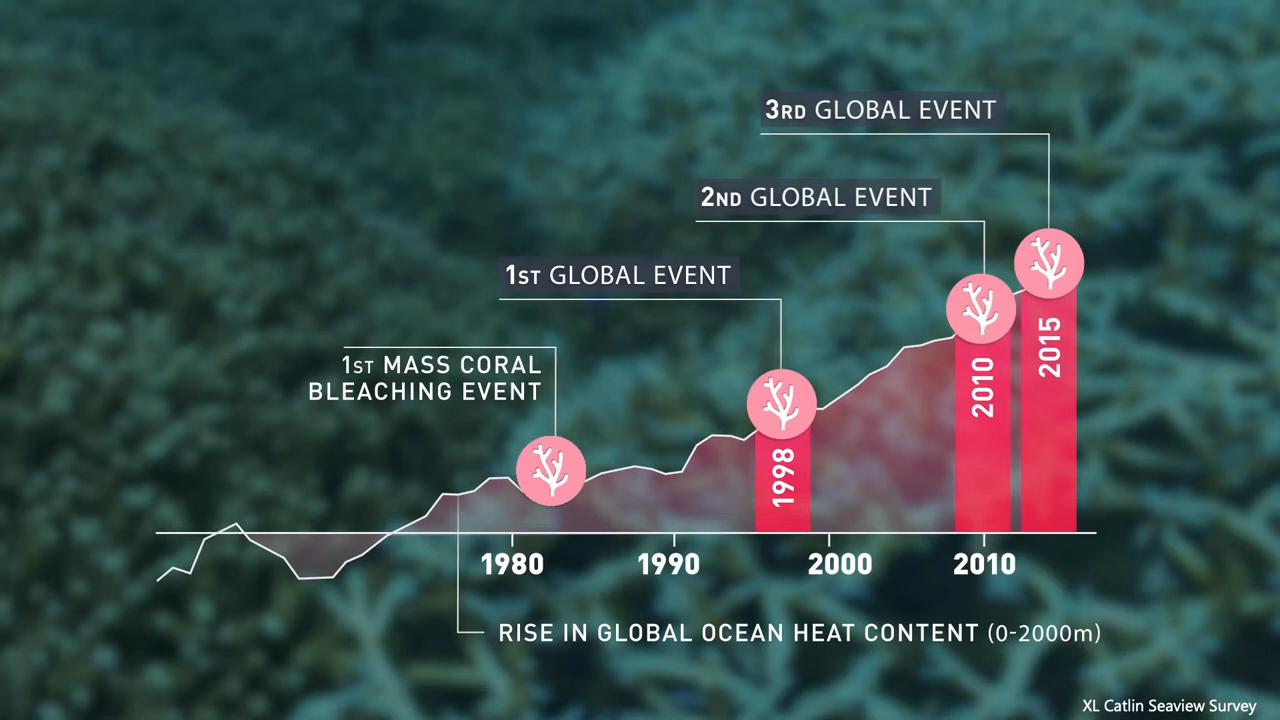 3RD GLOBAL EVENT
2ND GLOBAL EVENT
1ST GLOBAL EVENT
1ST MASS CORAL
BLEACHING EVENT
1998
2010
2015
1980
1990
2000
2010
RISE IN GLOBAL OCEAN HEAT CONTENT (0-2000m)
XL Catlin Seaview Survey